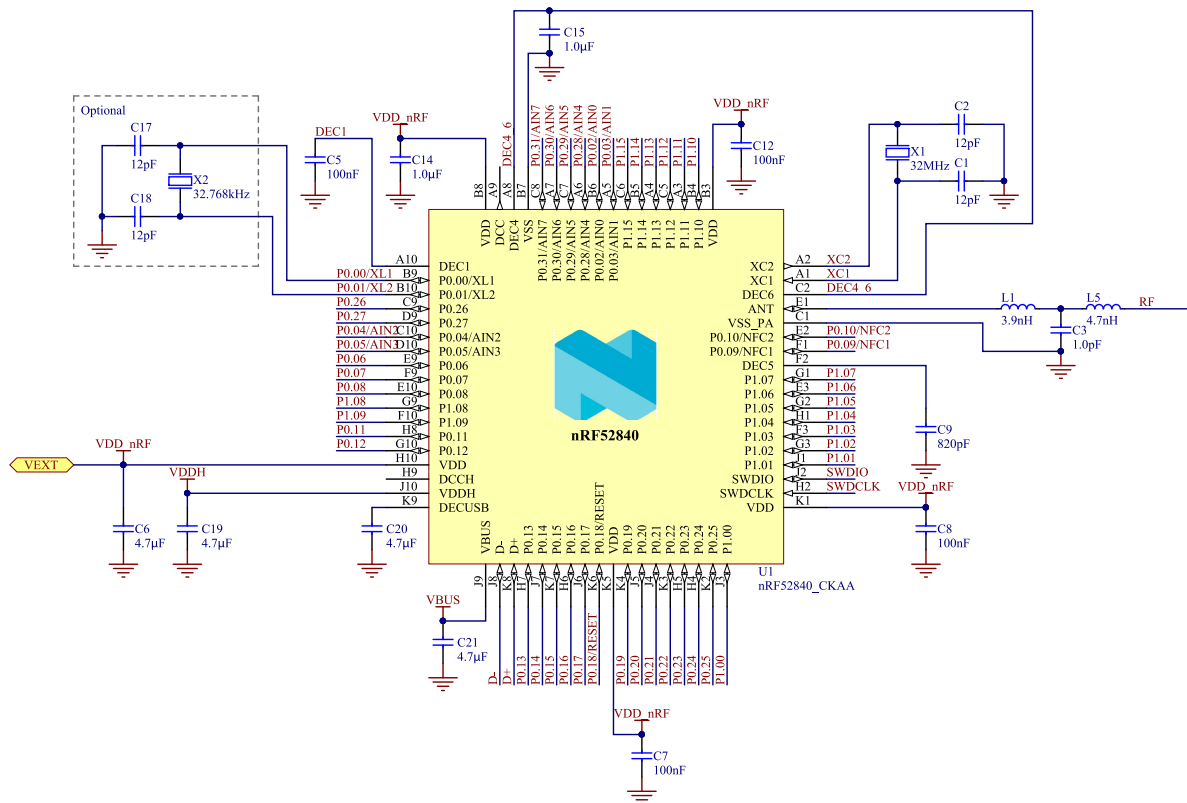 C15
1.0µF
Optional
C17
12pF
X2
32.768kHz
C18
12pF
DEC1
C5
100nF
VDD_nRF
C14
1.0µF
DEC4_6
P0.31/AIN7
P0.30/AIN6
P0.29/AIN5
P0.28/AIN4
P0.02/AIN0
P0.03/AIN1
P1.15
P1.14
P1.13
P1.12
P1.11
P1.10
VDD_nRF
C12
100nF
C2
12pF
X1
32MHz
C1
12pF
B8
A9
A8
B7
C8
A7
C7
A6
B6
A5
C6
B5
A4
C5
A3
B4
B3
VDD
DCC
DEC4
VSS
P0.31/AIN7
P0.30/AIN6
P0.29/AIN5
P0.28/AIN4
P0.02/AIN0
P0.03/AIN1
P1.15
P1.14
P1.13
P1.12
P1.11
P1.10
VDD
A10 DEC1
P0.00/XL1 B9 P0.00/XL1
P0.01/XL2 B10 P0.01/XL2
P0.26 C9 P0.26
P0.27 D9 P0.27
P0.04/AIN2 C10 P0.04/AIN2
P0.05/AIN3 D10 P0.05/AIN3
P0.06 E9 P0.06
P0.07 F9 P0.07
P0.08 E10 P0.08
P1.08 G9 P1.08
P1.09 F10 P1.09
P0.11 H8 P0.11
P0.12 G10 P0.12
H10 VDD
H9 DCCH
J10 VDDH
K9 DECUSB
XC2 A2 XC2
XC1 A1 XC1
DEC6 C2 DEC4_6
ANT E1
VSS_PA C1
P0.10/NFC2 E2 P0.10/NFC2
P0.09/NFC1 F1 P0.09/NFC1
DEC5 F2
P1.07 G1 P1.07
P1.06 E3 P1.06
P1.05 G2 P1.05
P1.04 H1 P1.04
P1.03 F3 P1.03
P1.02 G3 P1.02
P1.01 J1 P1.01
SWDIO J2 SWDIO
SWDCLK H2 SWDCLK
VDD K1
L1
3.9nH
L5
4.7nH
RF
C3
1.0pF
C9
820pF
VDD_nRF
C8
100nF
nRF52840
VEXT
VDD_nRF
VDDH
C6
4.7µF
C19
4.7µF
C20
4.7µF
VBUS
D-
D+
P0.13
P0.14
P0.15
P0.16
P0.17
P0.18/RESET
VDD
P0.19
P0.20
P0.21
P0.22
P0.23
P0.24
P0.25
P1.00
U1
nRF52840_CKAA
J9
J8
K8
H7
J7
K7
H6
J6
K6
K5
K4
J5
J4
K3
H5
H4
K2
J3
VBUS
C21
4.7µF
D-
D+
P0.13
P0.14
P0.15
P0.16
P0.17
P0.18/RESET
P0.19
P0.20
P0.21
P0.22
P0.23
P0.24
P0.25
P1.00
VDD_nRF
C7
100nF